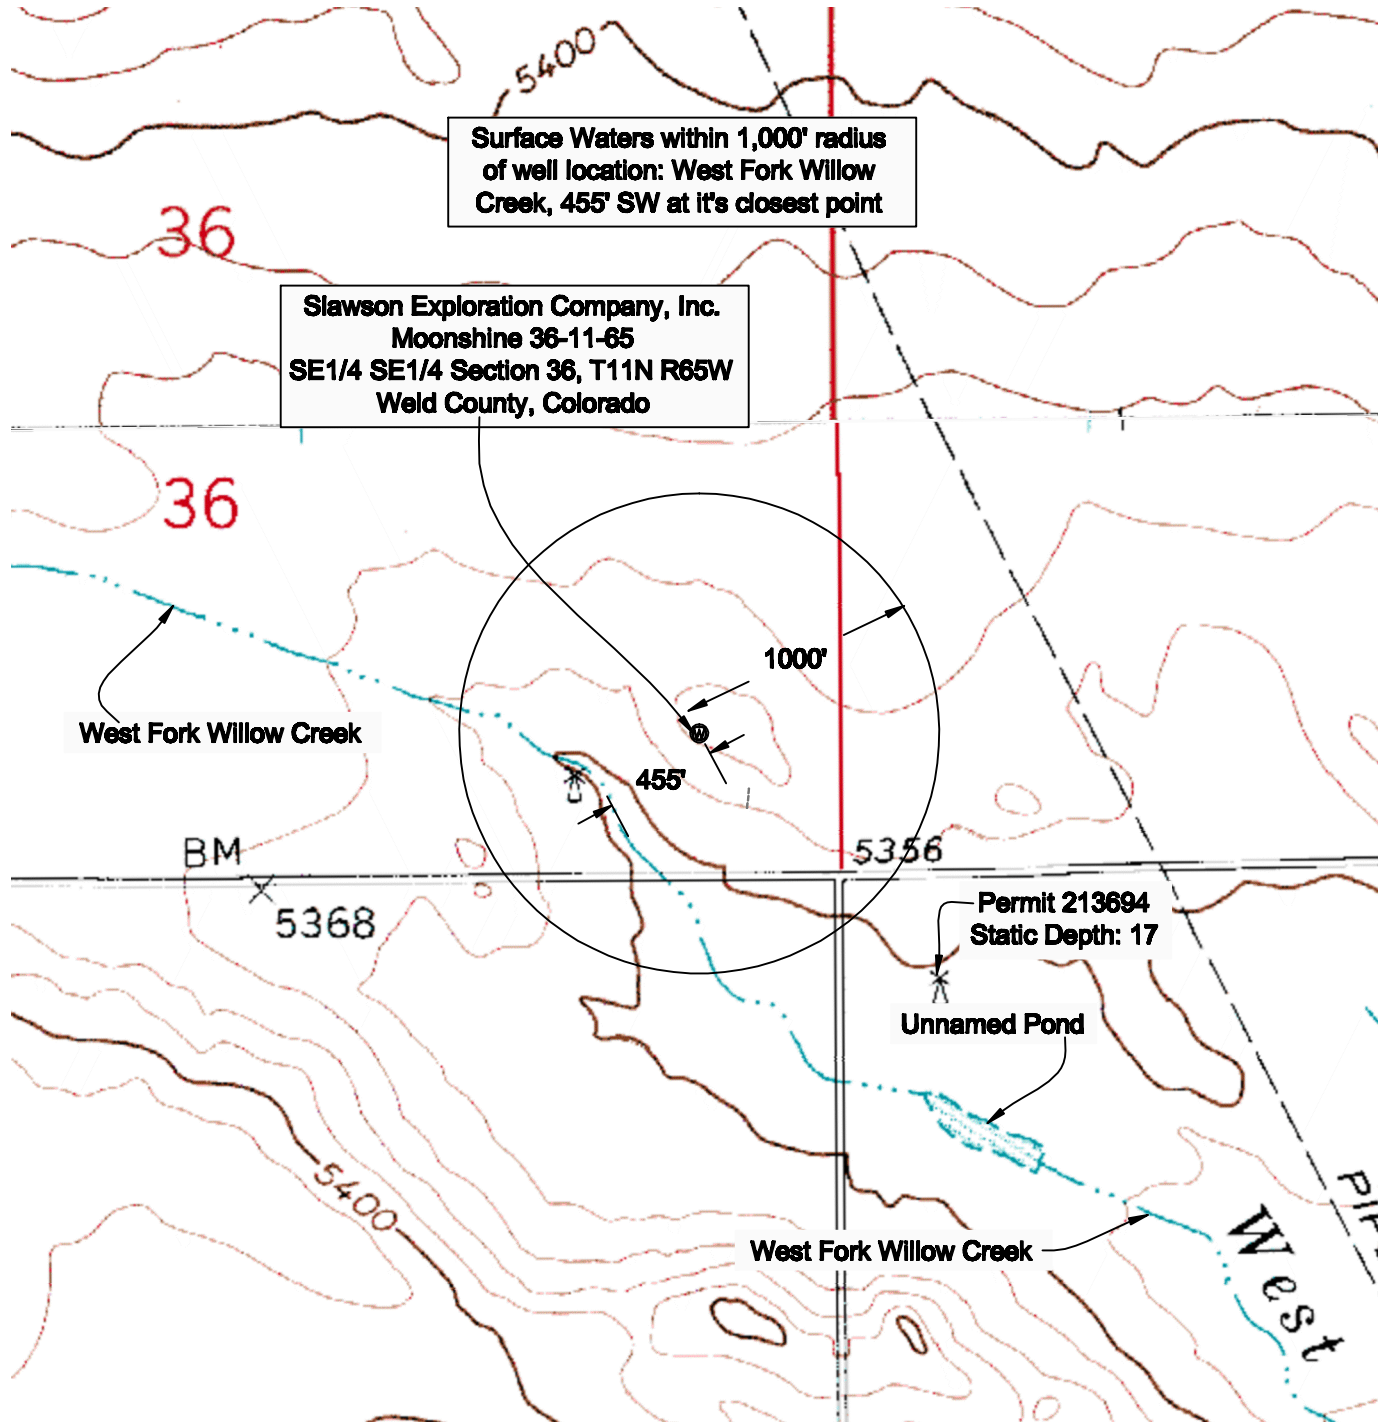 5400
Surface Waters within 1,000' radius
of well location: West Fork Willow
Creek, 455' SW at it's closest point
36
Slawson Exploration Company, Inc.
Moonshine 36-11-65
SE1/4 SE1/4 Section 36, T11N R65W
Weld County, Colorado
36
1000'
West Fork Willow Creek
W
455'
BM
5356
5368
Permit 213694
Static Depth: 17
Unnamed Pond
5400
West Fork Willow Creek
West